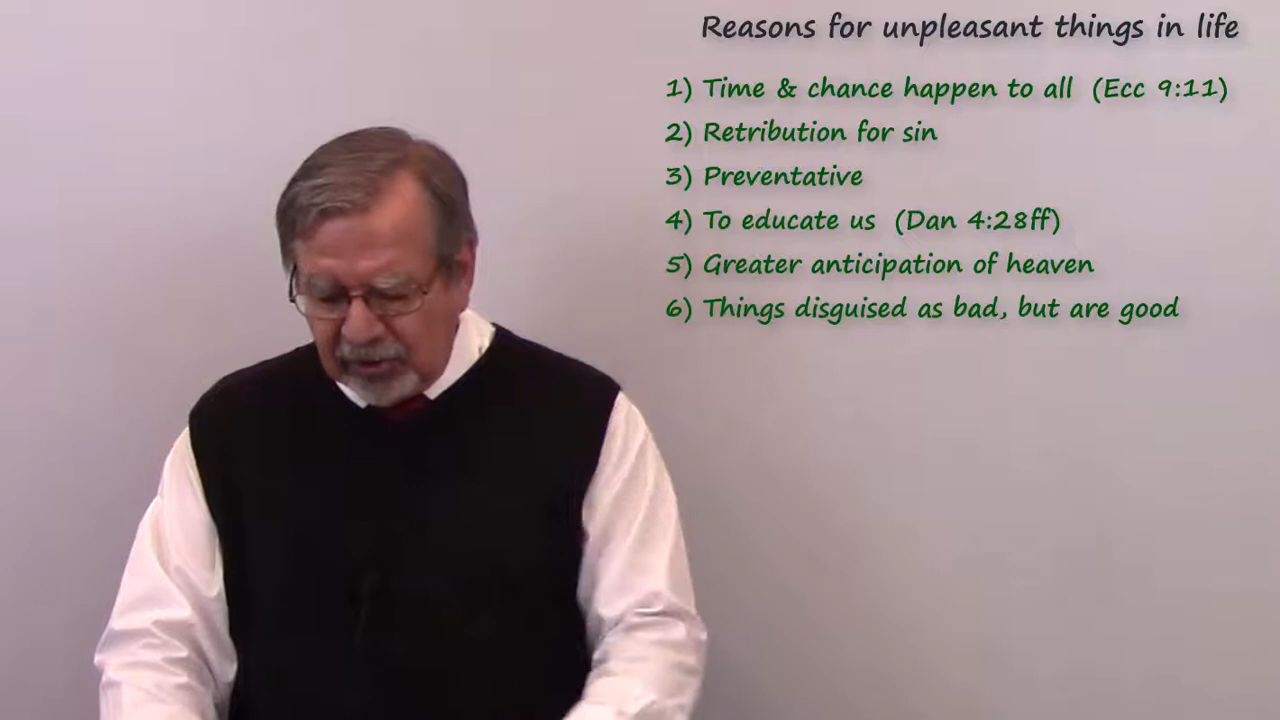 Reasons for unpleasant things in life
1) Time & chance happen to all (Ecc 9:11)
2) Retribution for sin
3) Preventative
4) To educate us (Dan 4:28ff)
5) Greater anticipation of heaven
6) Things disguised as bad, but are good